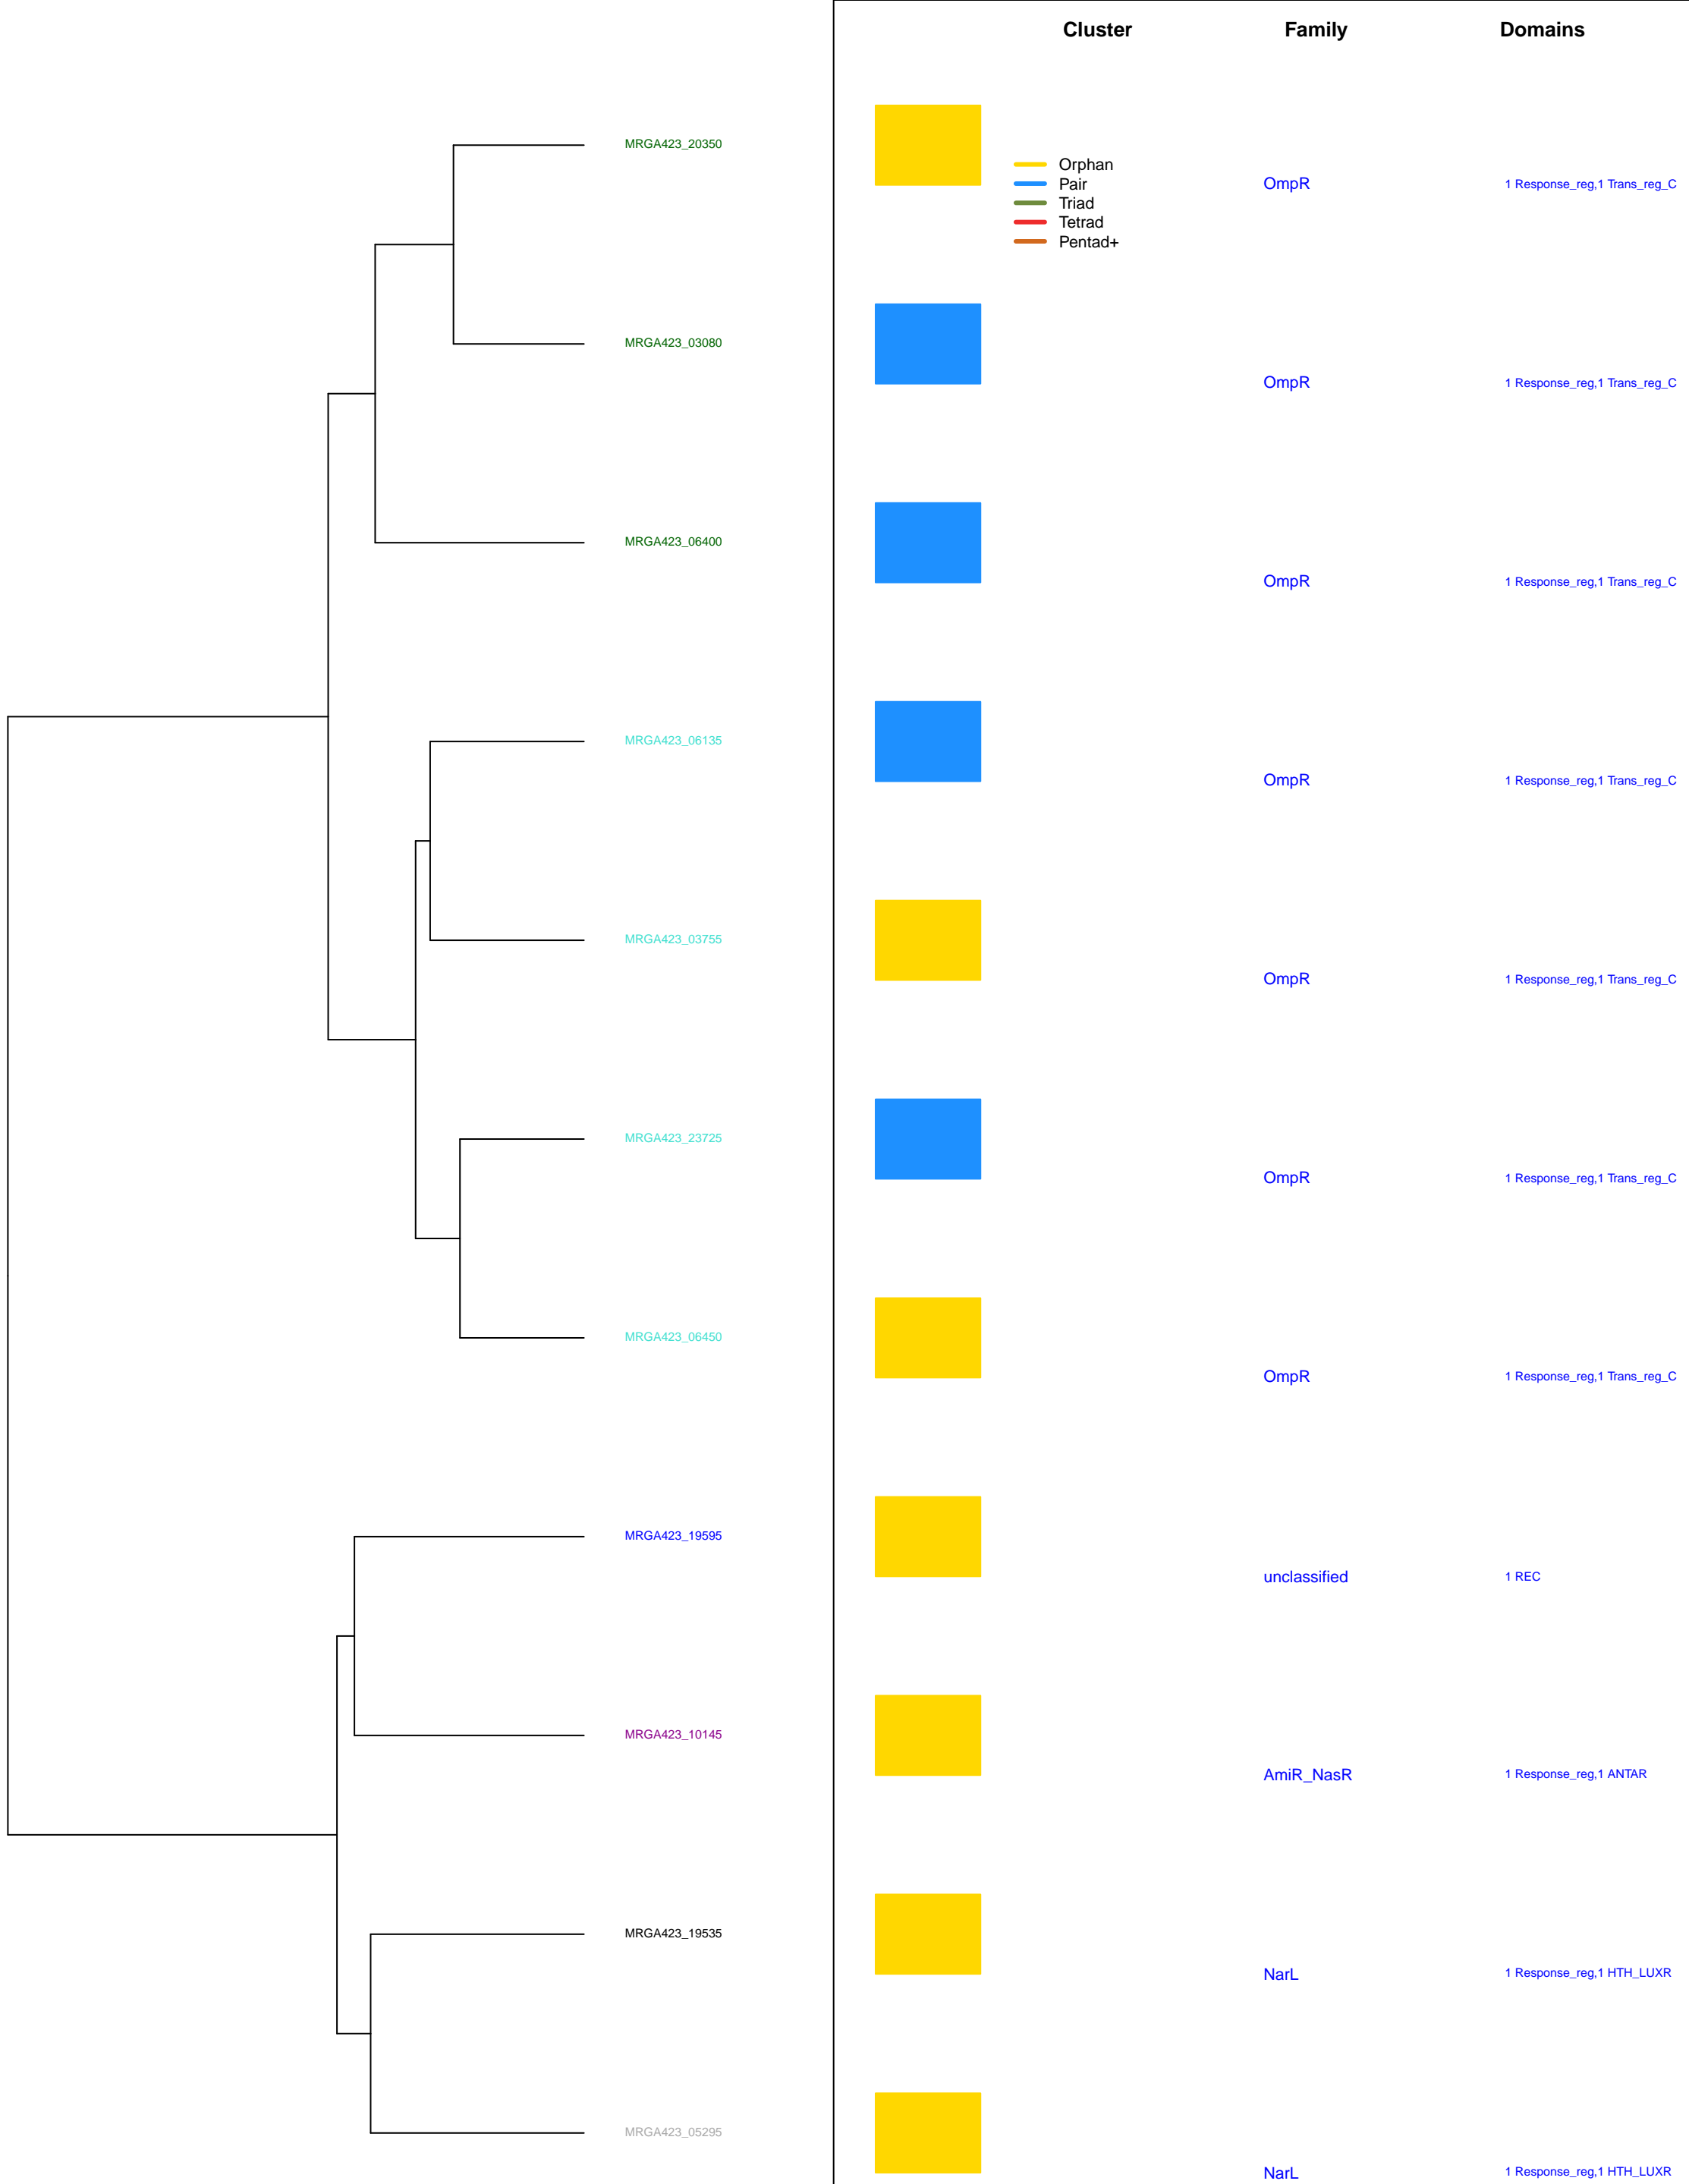 Cluster Family Domains
MRGA423_20350
Orphan
Pair
Triad
Tetrad
Pentad+
OmpR 1 Response_reg,1 Trans_reg_C
MRGA423_03080
OmpR 1 Response_reg,1 Trans_reg_C
MRGA423_06400
OmpR 1 Response_reg,1 Trans_reg_C
MRGA423_06135
OmpR 1 Response_reg,1 Trans_reg_C
MRGA423_03755
OmpR 1 Response_reg,1 Trans_reg_C
MRGA423_23725
OmpR 1 Response_reg,1 Trans_reg_C
MRGA423_06450
OmpR 1 Response_reg,1 Trans_reg_C
MRGA423_19595
unclassified 1 REC
MRGA423_10145
AmiR_NasR 1 Response_reg,1 ANTAR
MRGA423_19535
NarL 1 Response_reg,1 HTH_LUXR
MRGA423_05295
NarL 1 Response_reg,1 HTH_LUXR